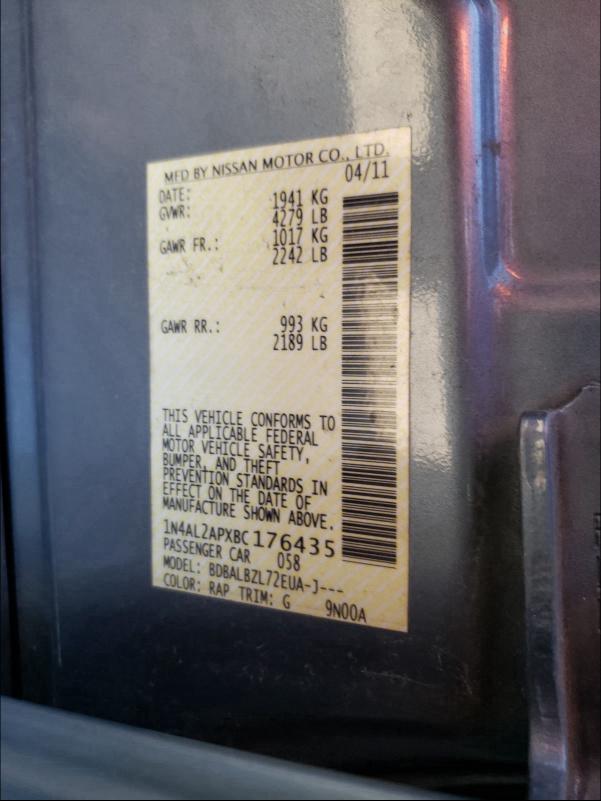 MFD BY NISSAN MOTOR CO., LTD.
DATE: 04/11
GVWR: 1941 KG
4279 LB
GAWR FR.: 1017 KG
2242 LB
GAWR RR.: 993 KG
2189 LB
THIS VEHICLE CONFORMS TO
ALL APPLICABLE FEDERAL
MOTOR VEHICLE SAFETY,
BUMPER, AND THEFT
PREVENTION STANDARDS IN
EFFECT ON THE DATE OF
MANUFACTURE SHOWN ABOVE.
1N4AL2APXBC176435
PASSENGER CAR 058
MODEL: BDBALBZL72EUA-J---
COLOR: RAP TRIM: G 9N00A